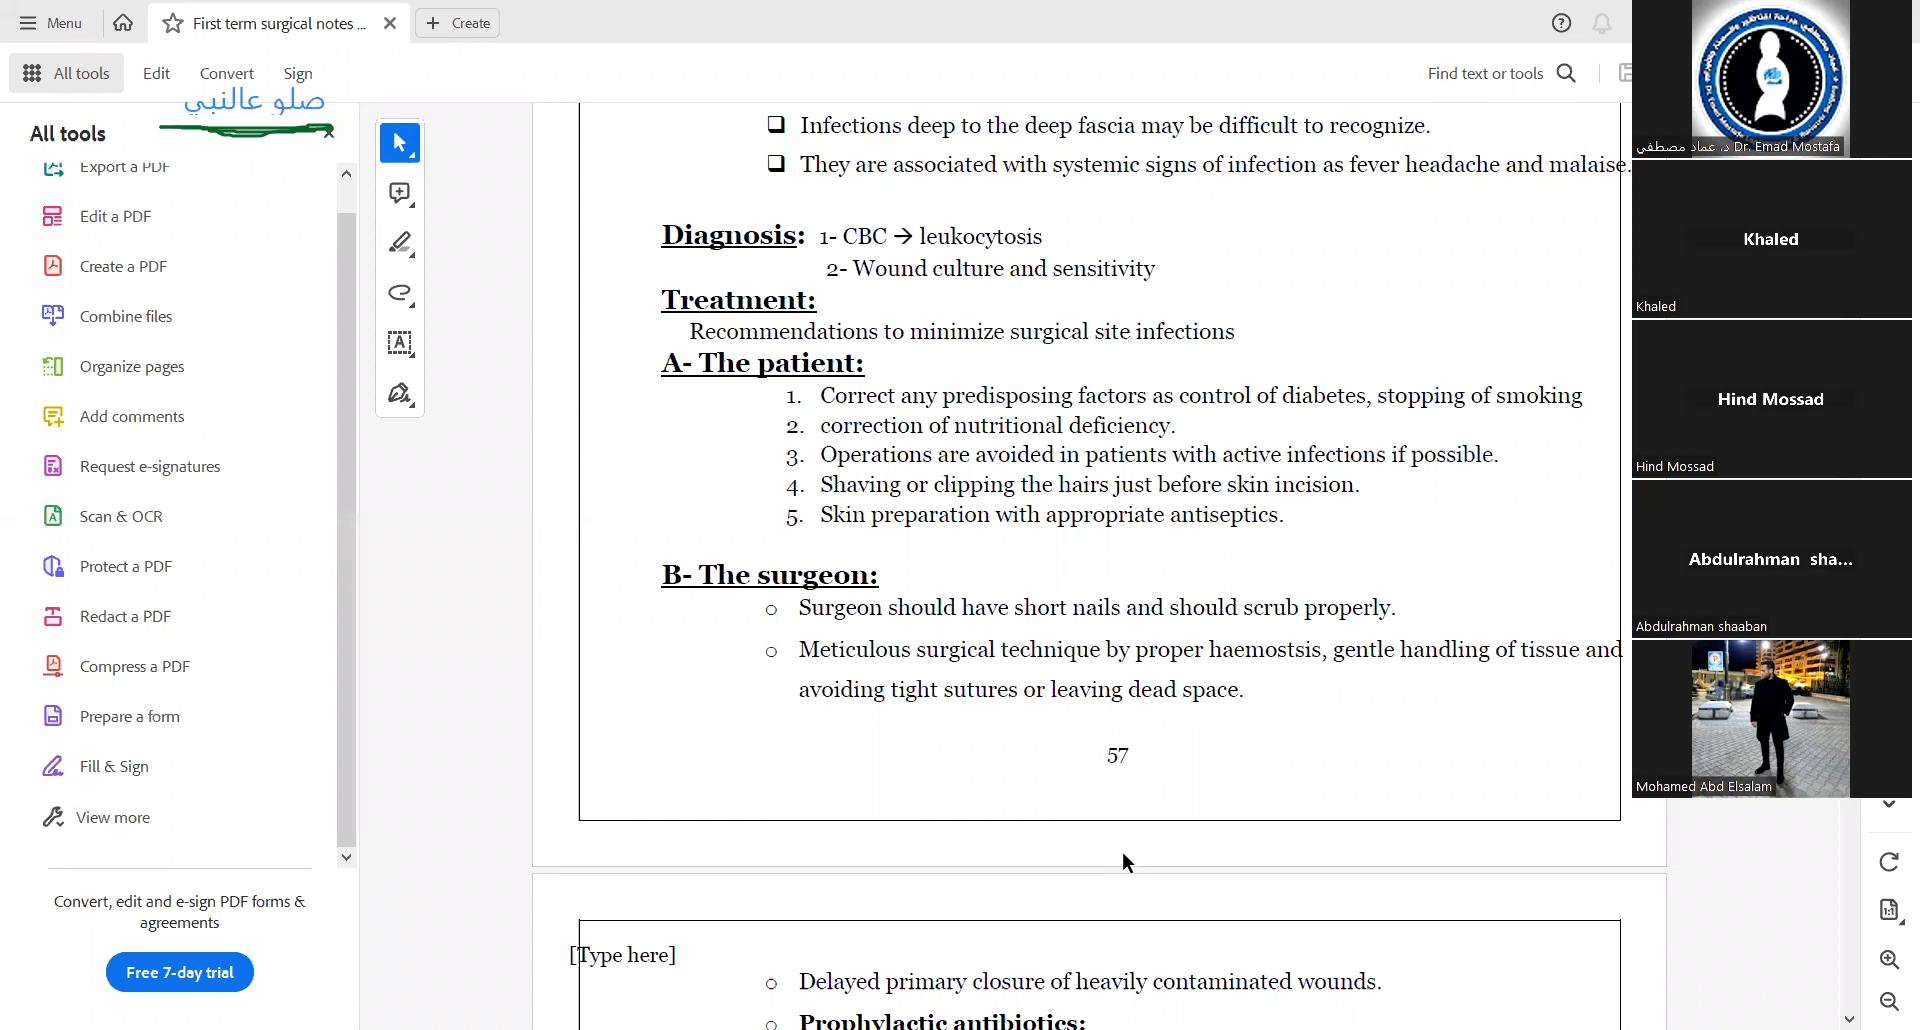 Menu
First term surgical notes ...
Create
All tools
Edit
Convert
Sign
Find text or tools
صلو عالنبي
All tools
Export a PDF
Edit a PDF
Create a PDF
Combine files
Organize pages
Add comments
Request e-signatures
Scan & OCR
Protect a PDF
Redact a PDF
Compress a PDF
Prepare a form
Fill & Sign
View more
Convert, edit and e-sign PDF forms &
agreements
Free 7-day trial
❑ Infections deep to the deep fascia may be difficult to recognize.
❑ They are associated with systemic signs of infection as fever headache and malaise.
Diagnosis: 1- CBC → leukocytosis
2- Wound culture and sensitivity
Treatment:
Recommendations to minimize surgical site infections
A- The patient:
1. Correct any predisposing factors as control of diabetes, stopping of smoking
2. correction of nutritional deficiency.
3. Operations are avoided in patients with active infections if possible.
4. Shaving or clipping the hairs just before skin incision.
5. Skin preparation with appropriate antiseptics.
B- The surgeon:
o Surgeon should have short nails and should scrub properly.
o Meticulous surgical technique by proper haemostsis, gentle handling of tissue and
avoiding tight sutures or leaving dead space.
57
[Type here]
o Delayed primary closure of heavily contaminated wounds.
o Prophylactic antibiotics:
د. عماد مصطفي Dr. Emad Mostafa
Khaled
Khaled
Hind Mossad
Hind Mossad
Abdulrahman sha...
Abdulrahman shaaban
Mohamed Abd Elsalam
1:1